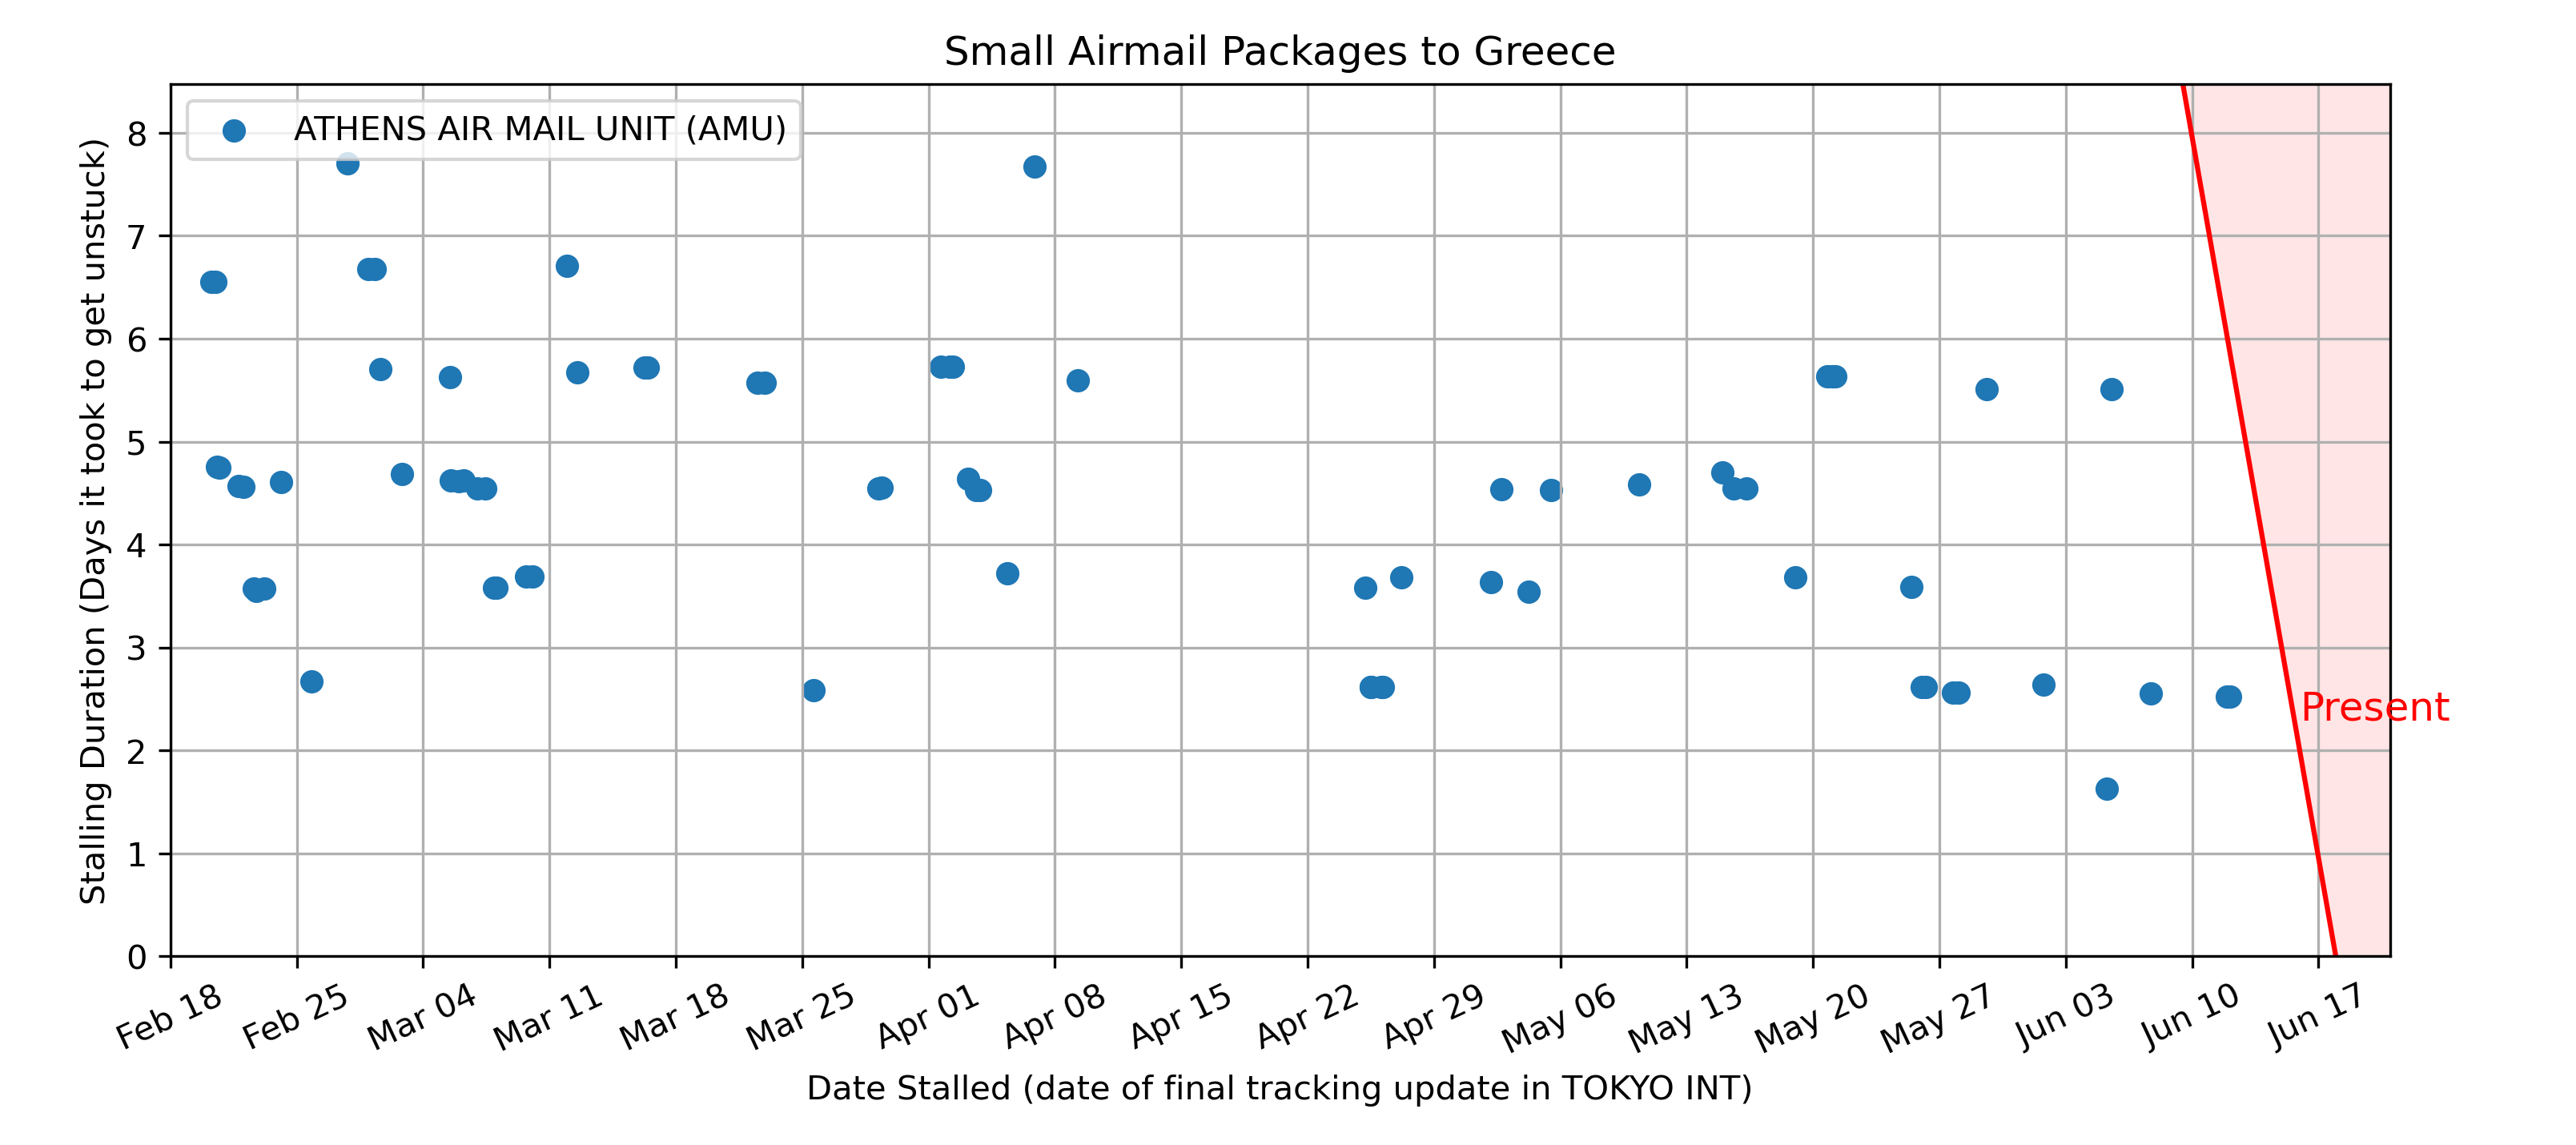 Small Airmail Packages to Greece
ATHENS AIR MAIL UNIT (AMU)
Stalling Duration (Days it took to get unstuck)
8
7
6
5
4
3
2
1
0
Present
Feb 18 Feb 25 Mar 04 Mar 11 Mar 18 Mar 25 Apr 01 Apr 08 Apr 15 Apr 22 Apr 29 May 06 May 13 May 20 May 27 Jun 03 Jun 10 Jun 17
Date Stalled (date of final tracking update in TOKYO INT)